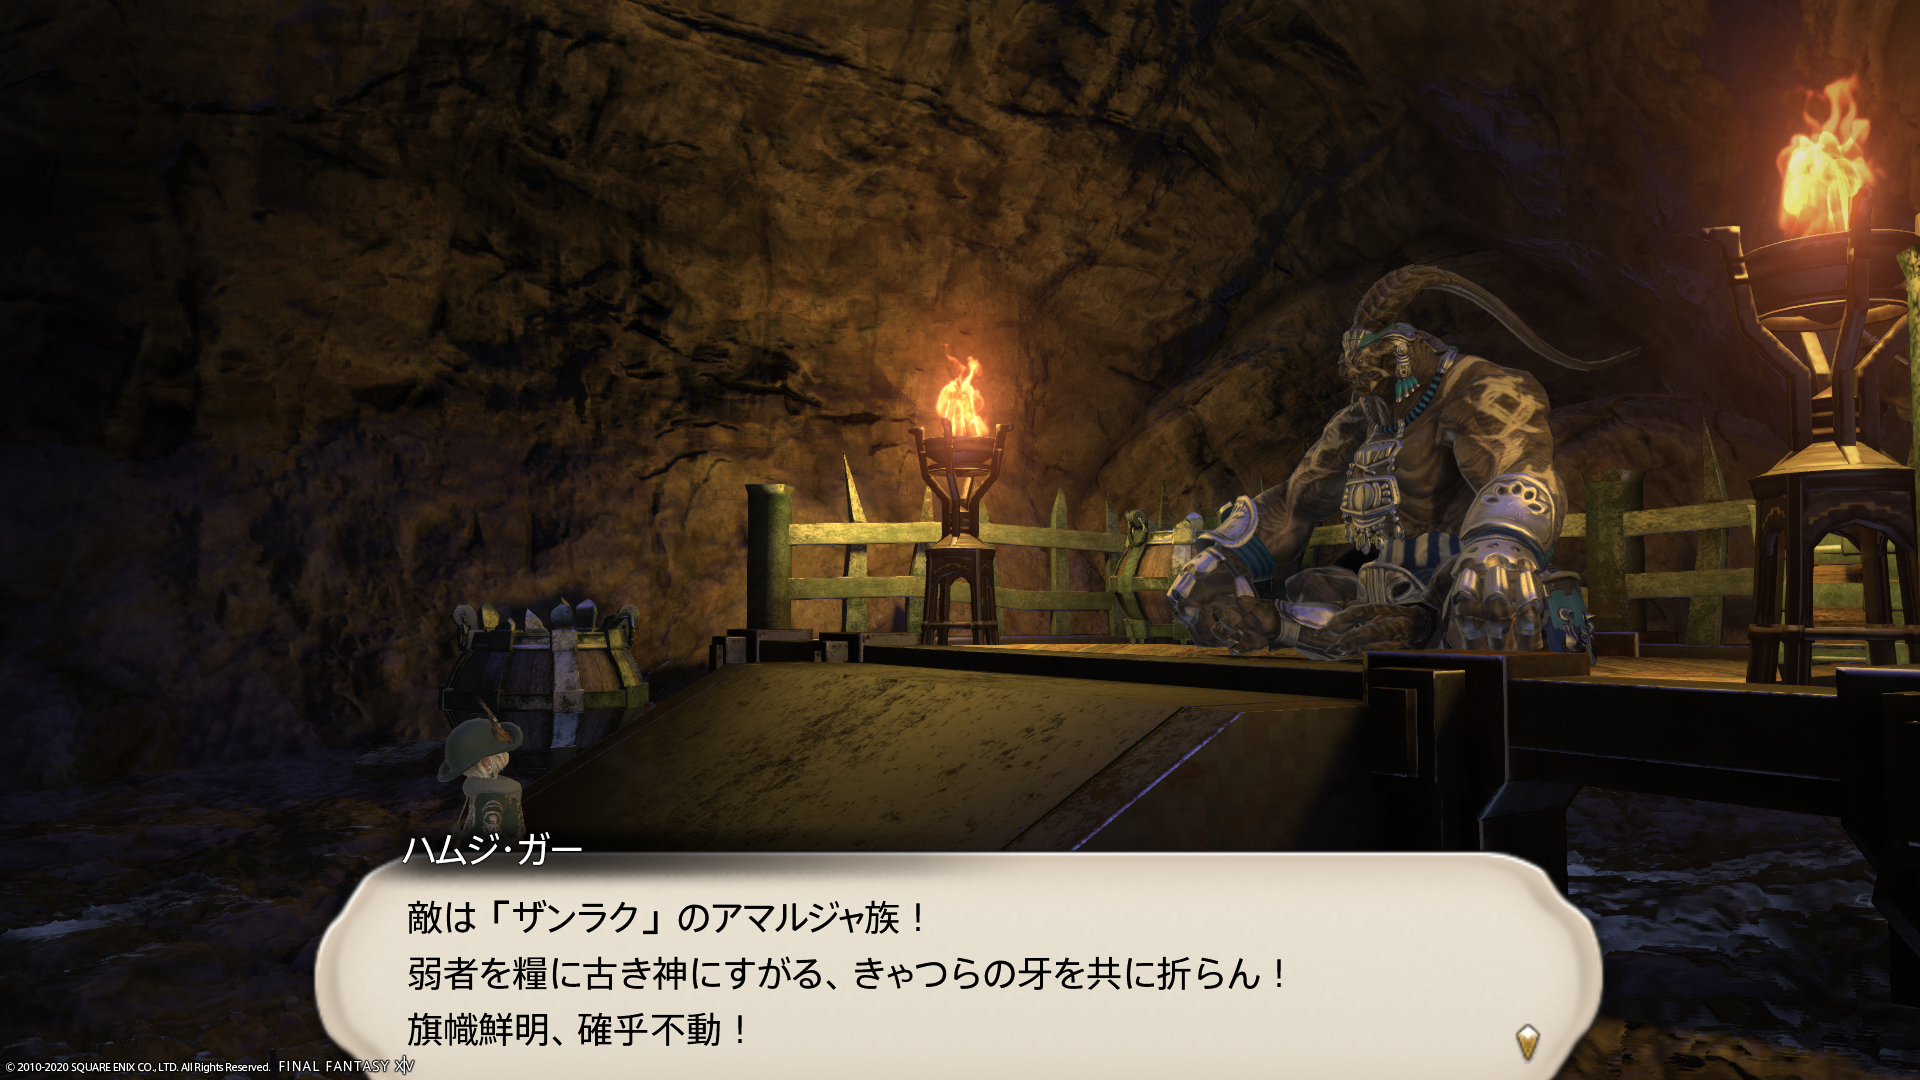 ハムジ・ガー
敵は「ザンラク」のアマルジャ族！
弱者を糧に古き神にすがる、きゃつらの牙を共に折らん！
旗幟鮮明、確乎不動！
© 2010-2020 SQUARE ENIX CO., LTD. All Rights Reserved. FINAL FANTASY XIV